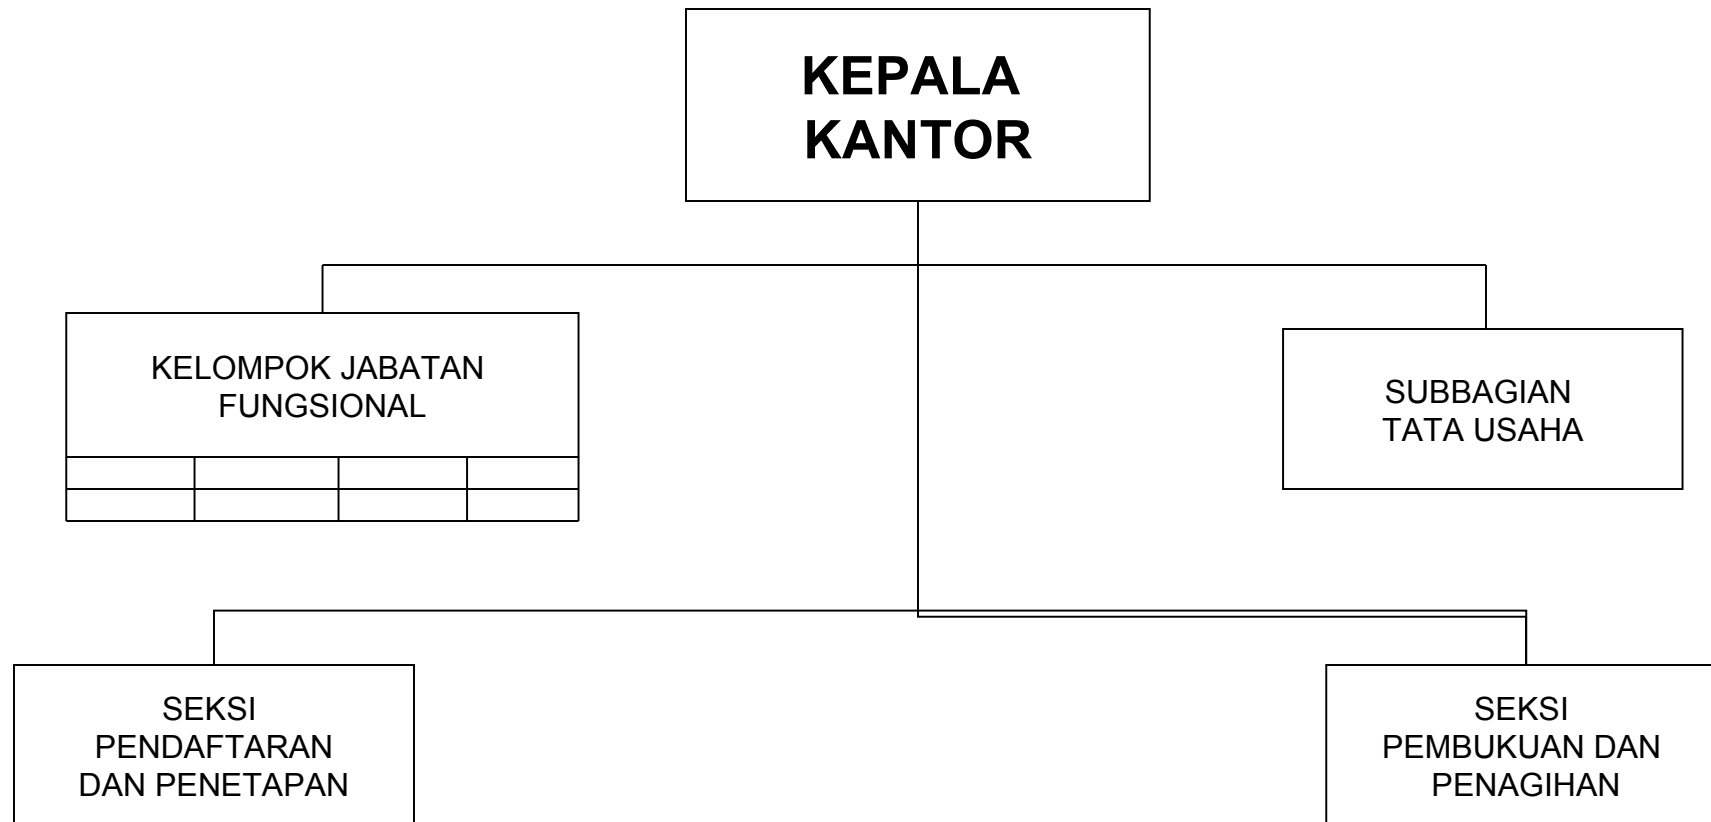 KEPALA
KANTOR
KELOMPOK JABATAN
FUNGSIONAL
SUBBAGIAN
TATA USAHA
SEKSI
PENDAFTARAN
DAN PENETAPAN
SEKSI
PEMBUKUAN DAN
PENAGIHAN